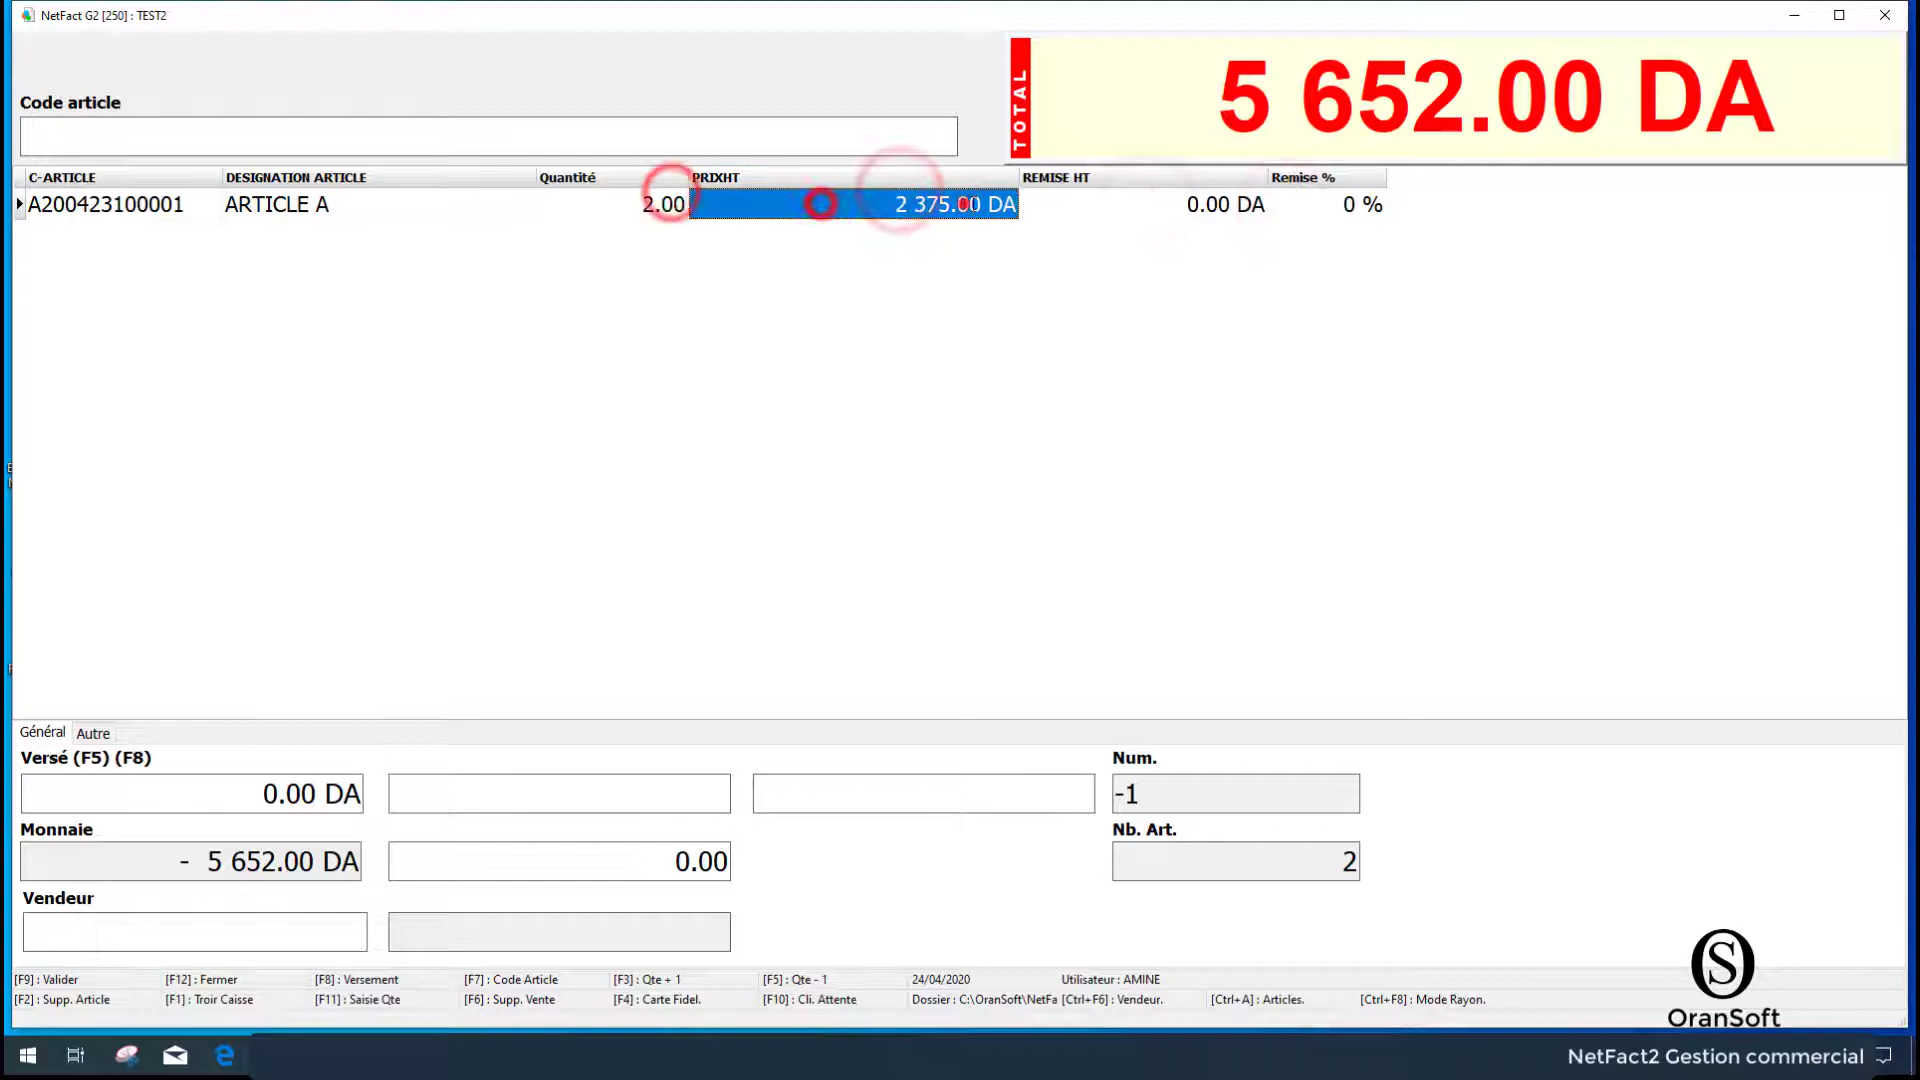 NetFact G2 [250] : TEST2
TOTAL
5 652.00 DA
Code article
C-ARTICLE DESIGNATION ARTICLE Quantité PRIXHT REMISE HT Remise %
A200423100001 ARTICLE A 2.00 2 375.00 DA 0.00 DA 0 %
Général Autre
Versé (F5) (F8) Num.
0.00 DA -1
Monnaie Nb. Art.
- 5 652.00 DA 0.00 2
Vendeur
[F9] : Valider [F12] : Fermer [F8] : Versement [F7] : Code Article [F3] : Qte + 1 [F5] : Qte - 1 24/04/2020 Utilisateur : AMINE
[F2] : Supp. Article [F1] : Troir Caisse [F11] : Saisie Qte [F6] : Supp. Vente [F4] : Carte Fidel. [F10] : Cli. Attente Dossier : C:\OranSoft\NetFa [Ctrl+F6] : Vendeur. [Ctrl+A] : Articles. [Ctrl+F8] : Mode Rayon.
OranSoft
NetFact2 Gestion commercial